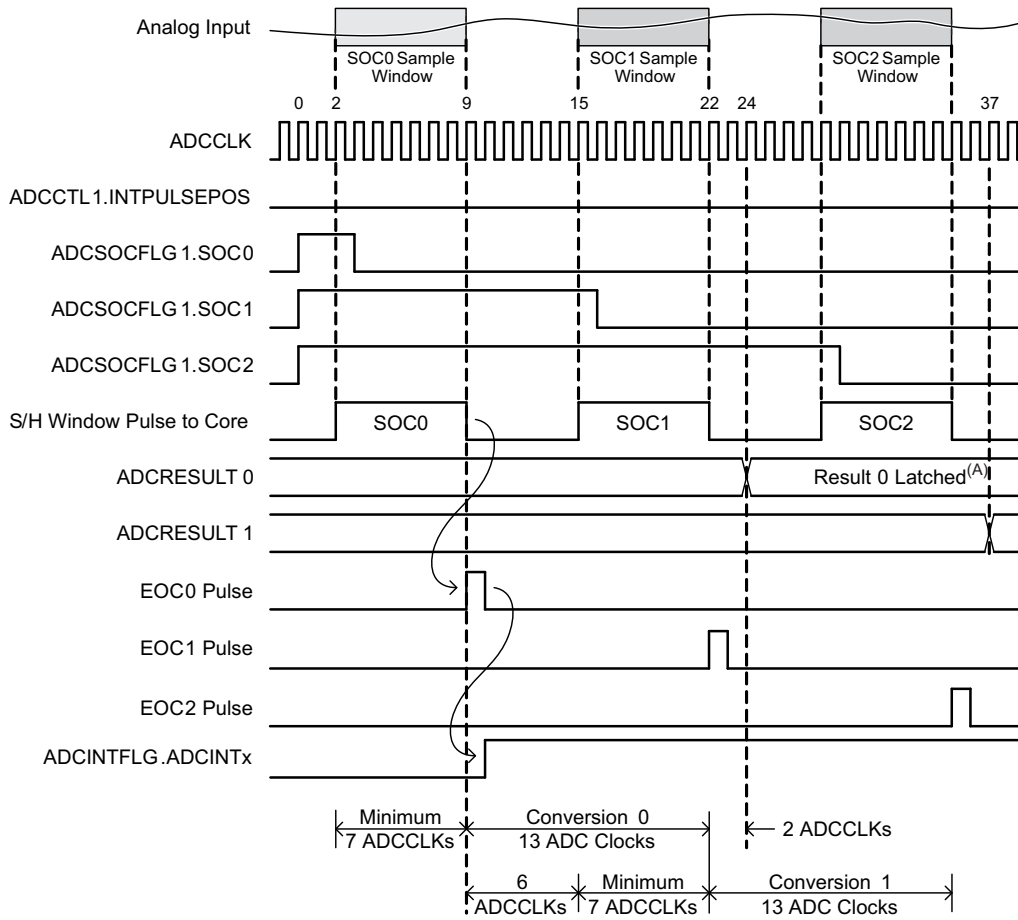 Analog Input
SOC0 Sample
Window
SOC1 Sample
Window
SOC2 Sample
Window
0 2 9 15 22 24 37
ADCCLK
ADCCTL1.INTPULSEPOS
ADCSOCFLG 1.SOC0
ADCSOCFLG 1.SOC1
ADCSOCFLG 1.SOC2
S/H Window Pulse to Core
SOC0
SOC1
SOC2
ADCRESULT 0
Result 0 Latched(A)
ADCRESULT 1
EOC0 Pulse
EOC1 Pulse
EOC2 Pulse
ADCINTFLG.ADCINTx
Minimum
7 ADCCLKs
Conversion 0
13 ADC Clocks
2 ADCCLKs
6
ADCCLKs
Minimum
7 ADCCLKs
Conversion 1
13 ADC Clocks